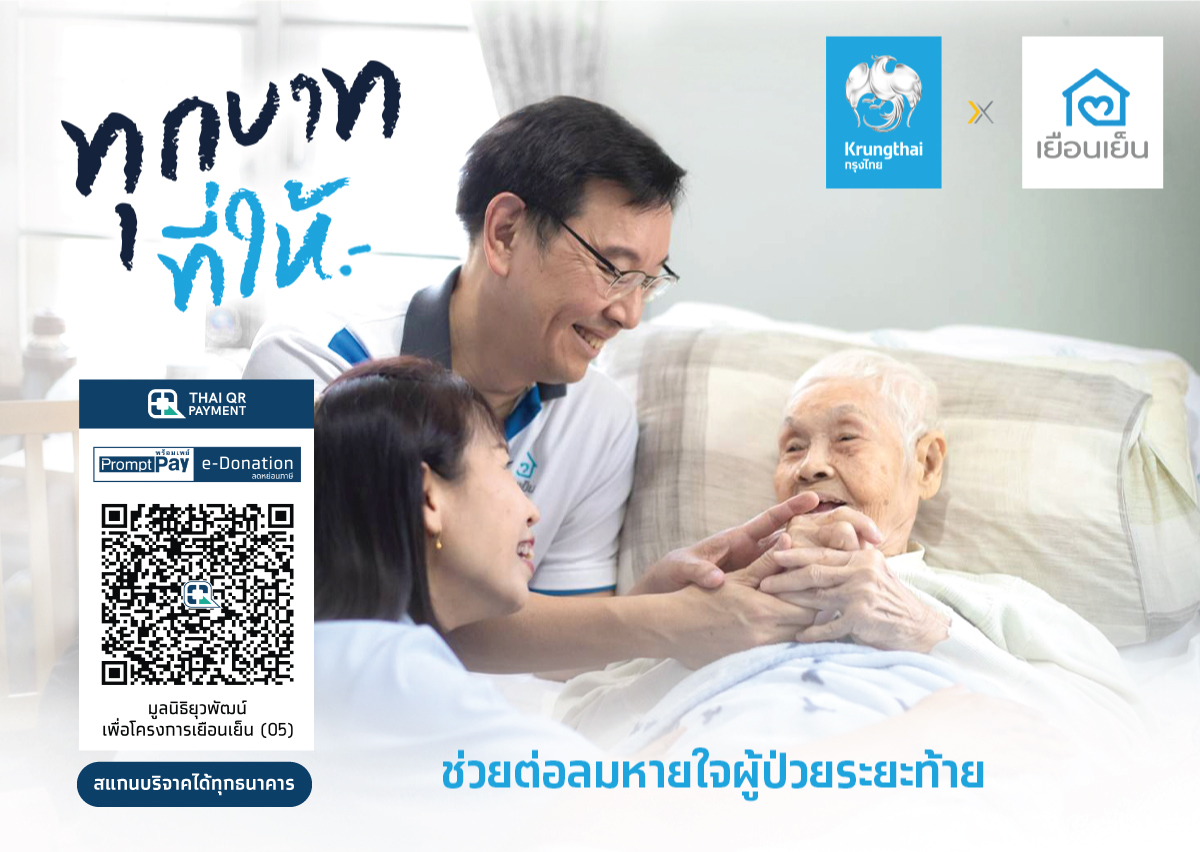 ทุกบาท
ที่ให้.-
Krungthai
กรุงไทย
เยือนเย็น
THAI QR
PAYMENT
พร้อมเพย์
PromptPay
e-Donation
ลดหย่อนภาษี
มูลนิธิยุวพัฒน์
เพื่อโครงการเยือนเย็น (05)
สแกนบริจาคได้ทุกธนาคาร
ช่วยต่อลมหายใจผู้ป่วยระยะท้าย